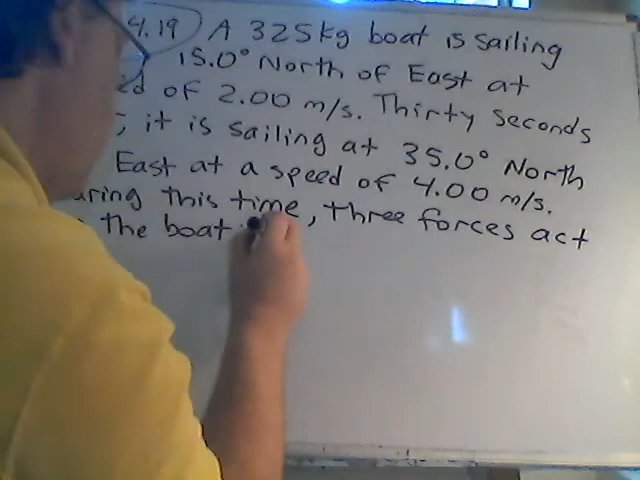 4.19 A 325kg boat is sailing
15.0° North of East at
ed of 2.00 m/s. Thirty seconds
; it is sailing at 35.0° North
East at a speed of 4.00 m/s.
uring this time, three forces act
the boat